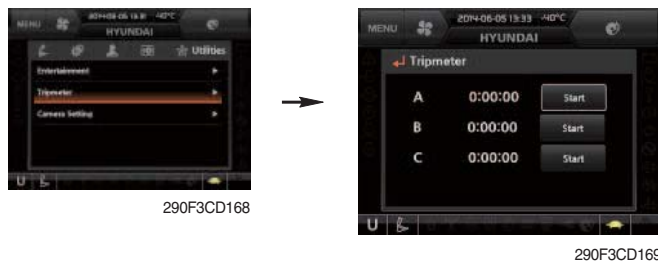 MENU
-40°C
HYUNDAI
Utilities
Entertainment
Tripmeter
Camera Setting
U
290F3CD168
MENU
2014-06-05 13:33 -40°C
HYUNDAI
Tripmeter
A 0:00:00 Start
B 0:00:00 Start
C 0:00:00 Start
U
290F3CD169